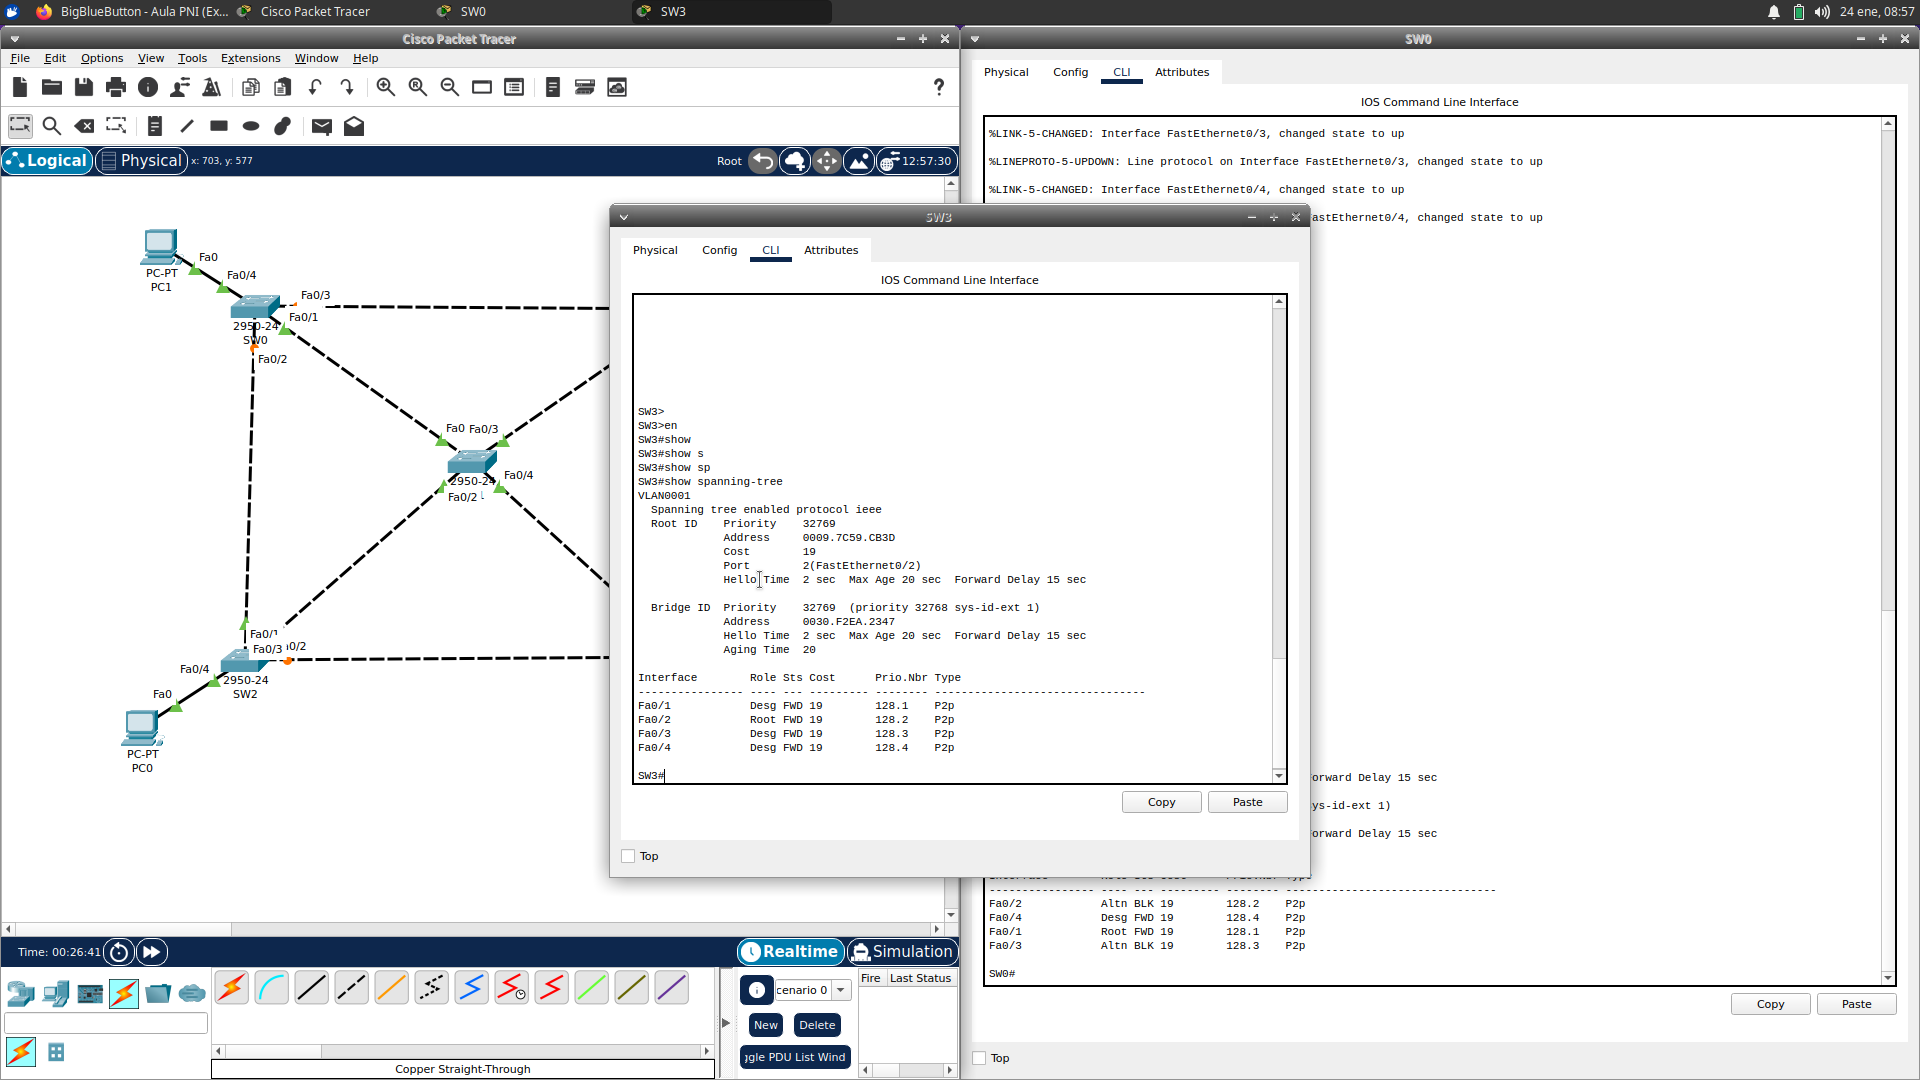 BigBlueButton - Aula PNI (Ex...
Cisco Packet Tracer
SW0
SW3
24 ene, 08:57
Cisco Packet Tracer
File Edit Options View Tools Extensions Window Help
?
Logical
Physical
x: 703, y: 577
Root
12:57:30
Fa0
Fa0/4
PC-PT
PC1
Fa0/3
Fa0/1
2950-24
SW0
Fa0/2
Fa0 Fa0/3
2950-24
Fa0/4
Fa0/2
Fa0/1
Fa0/3
0/2
Fa0/4
2950-24
SW2
Fa0
PC-PT
PC0
Time: 00:26:41
Realtime
Simulation
cenario 0
New
Delete
ggle PDU List Wind
Fire
Last Status
Copper Straight-Through
SW3
Physical Config CLI Attributes
IOS Command Line Interface
SW3>
SW3>en
SW3#show
SW3#show s
SW3#show sp
SW3#show spanning-tree
VLAN0001
Spanning tree enabled protocol ieee
Root ID Priority 32769
Address 0009.7C59.CB3D
Cost 19
Port 2(FastEthernet0/2)
Hello Time 2 sec Max Age 20 sec Forward Delay 15 sec
Bridge ID Priority 32769 (priority 32768 sys-id-ext 1)
Address 0030.F2EA.2347
Hello Time 2 sec Max Age 20 sec Forward Delay 15 sec
Aging Time 20
Interface Role Sts Cost Prio.Nbr Type
---------------- ---- --- --------- -------- --------------------------------
Fa0/1 Desg FWD 19 128.1 P2p
Fa0/2 Root FWD 19 128.2 P2p
Fa0/3 Desg FWD 19 128.3 P2p
Fa0/4 Desg FWD 19 128.4 P2p
SW3#
Copy
Paste
Top
SW0
Physical Config CLI Attributes
IOS Command Line Interface
%LINK-5-CHANGED: Interface FastEthernet0/3, changed state to up
%LINEPROTO-5-UPDOWN: Line protocol on Interface FastEthernet0/3, changed state to up
%LINK-5-CHANGED: Interface FastEthernet0/4, changed state to up
FastEthernet0/4, changed state to up
orward Delay 15 sec
ys-id-ext 1)
orward Delay 15 sec
---------------- ---- --- --------- -------- --------------------------------
Fa0/2 Altn BLK 19 128.2 P2p
Fa0/4 Desg FWD 19 128.4 P2p
Fa0/1 Root FWD 19 128.1 P2p
Fa0/3 Altn BLK 19 128.3 P2p
SW0#
Copy
Paste
Top